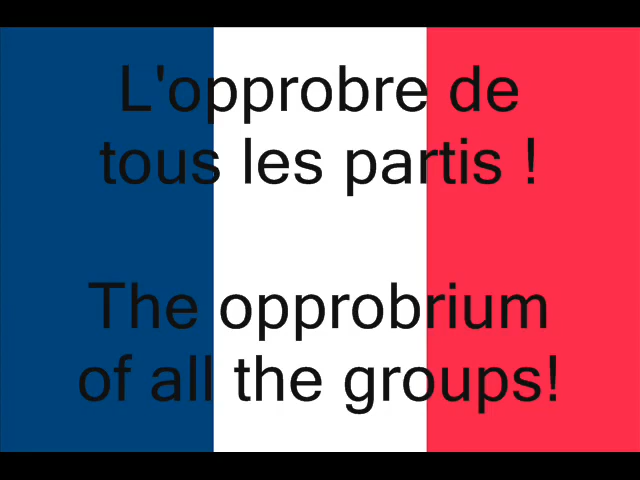 L'opprobre de
tous les partis !
The opprobrium
of all the groups!